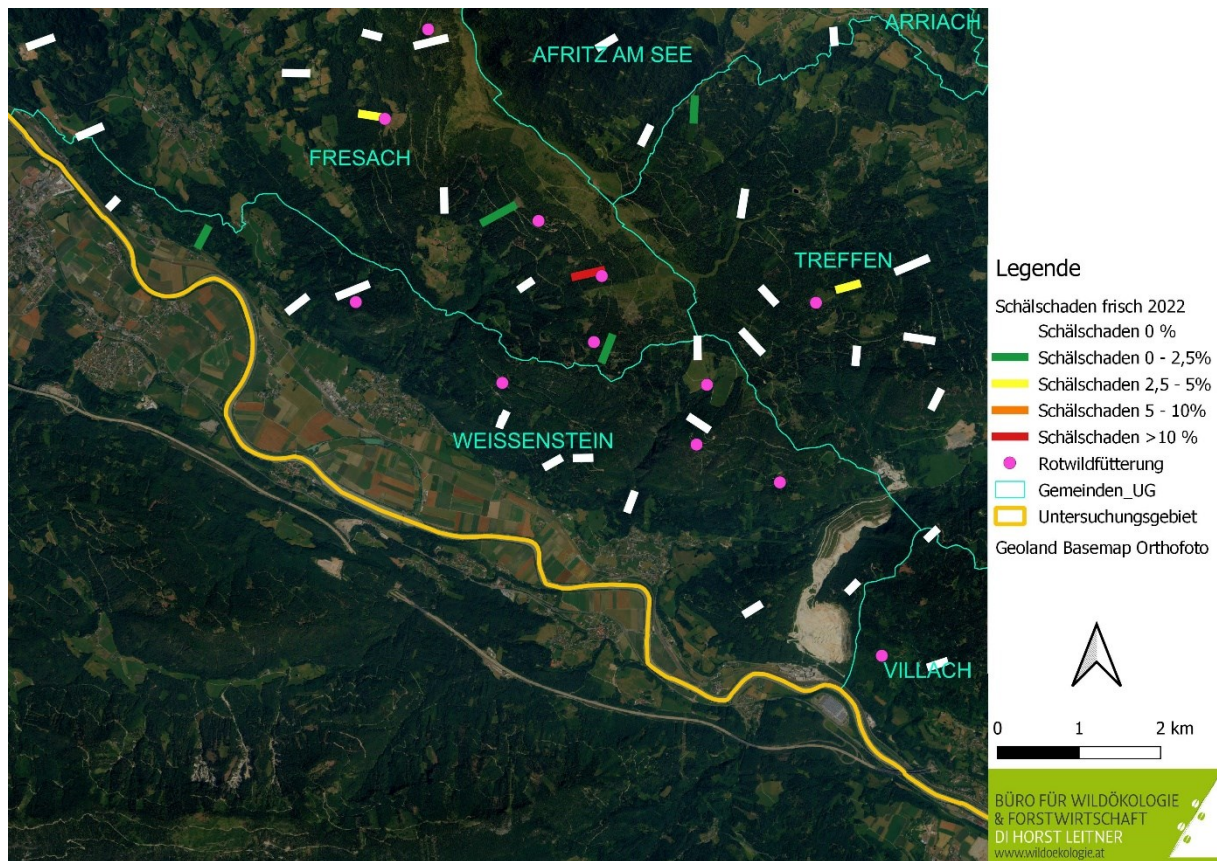 ARRIACH
AFRITZ AM SEE
FRESACH
TREFFEN
WEISSENSTEIN
VILLACH
Legende
Schälschaden frisch 2022
Schälschaden 0 %
Schälschaden 0 - 2,5%
Schälschaden 2,5 - 5%
Schälschaden 5 - 10%
Schälschaden >10 %
Rotwildfütterung
Gemeinden_UG
Untersuchungsgebiet
Geoland Basemap Orthofoto
0 1 2 km
BÜRO FÜR WILDÖKOLOGIE
& FORSTWIRTSCHAFT
DI HORST LEITNER
www.wildoekologie.at